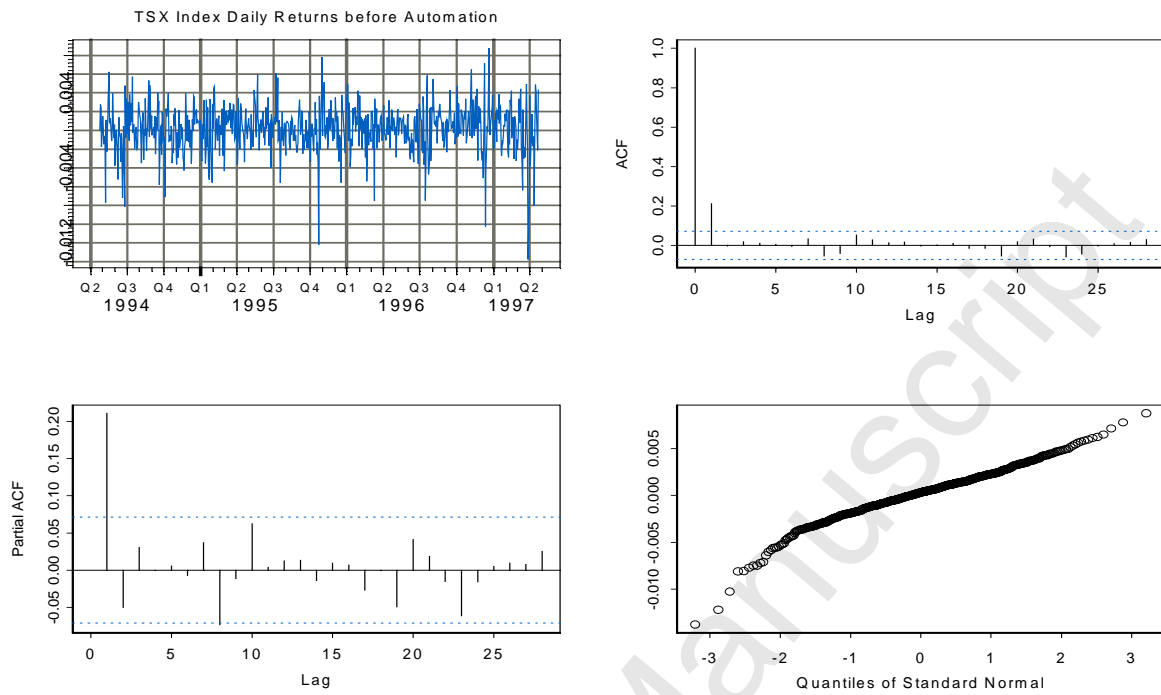 TSX Index Daily Returns before Automation
0.004
-0.004
-0.012
Q2 Q3 Q4 Q1 Q2 Q3 Q4 Q1 Q2 Q3 Q4 Q1 Q2
1994 1995 1996 1997
ACF
1.0
0.8
0.6
0.4
0.2
0.0
0 5 10 15 20 25
Lag
Partial ACF
0.20
0.15
0.10
0.05
0.00
-0.05
0 5 10 15 20 25
Lag
0.005
0.000
-0.005
-0.010
-3 -2 -1 0 1 2 3
Quantiles of Standard Normal
Manuscript